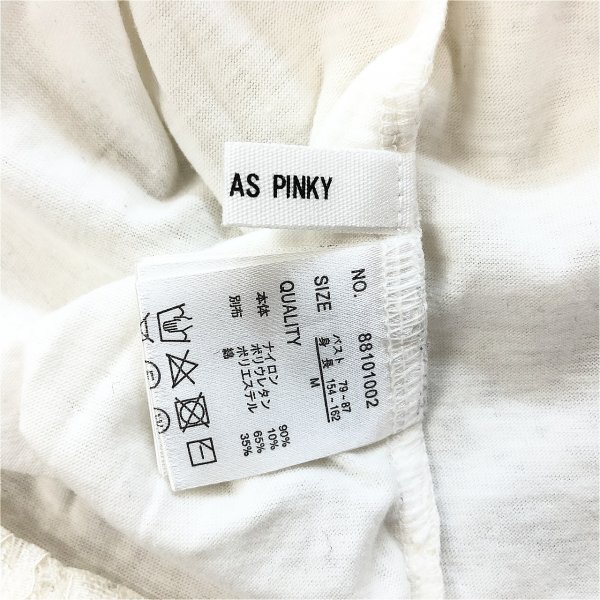 AS PINKY
NO. 88101002
SIZE バスト 79~87
身長 154~162
M
QUALITY
本体 ナイロン 90%
ポリウレタン 10%
別布 ポリエステル 65%
綿 35%